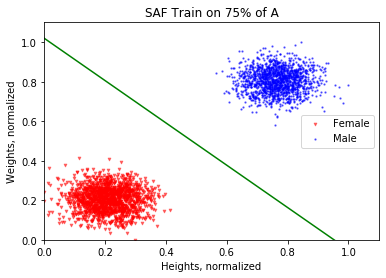 SAF Train on 75% of A
Weights, normalized
1.0
0.8
0.6
0.4
0.2
0.0
Female
Male
0.0 0.2 0.4 0.6 0.8 1.0
Heights, normalized